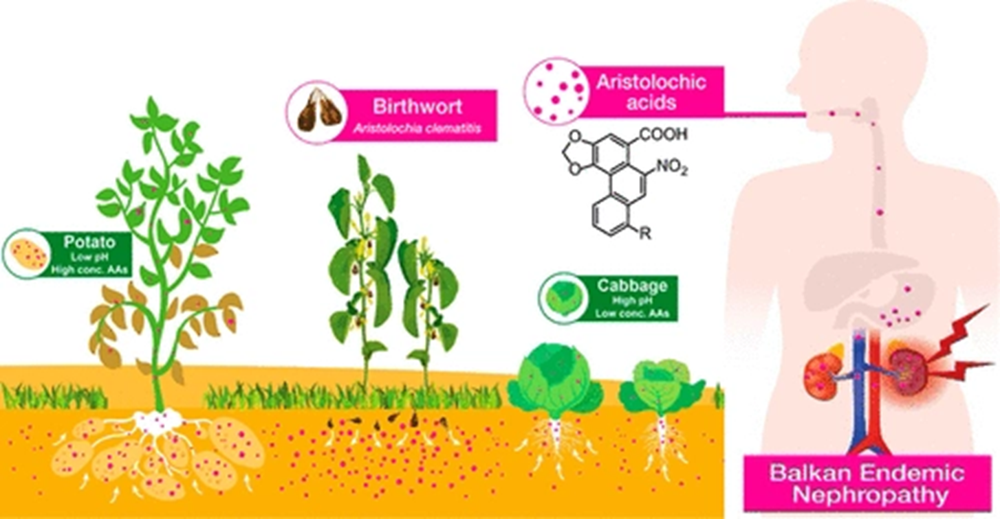 Potato
Low pH
High conc. AAs
Birthwort
Aristolochia clematitis
Aristolochic
acids
COOH
O
O
NO₂
R
Cabbage
High pH
Low conc. AAs
Balkan Endemic
Nephropathy